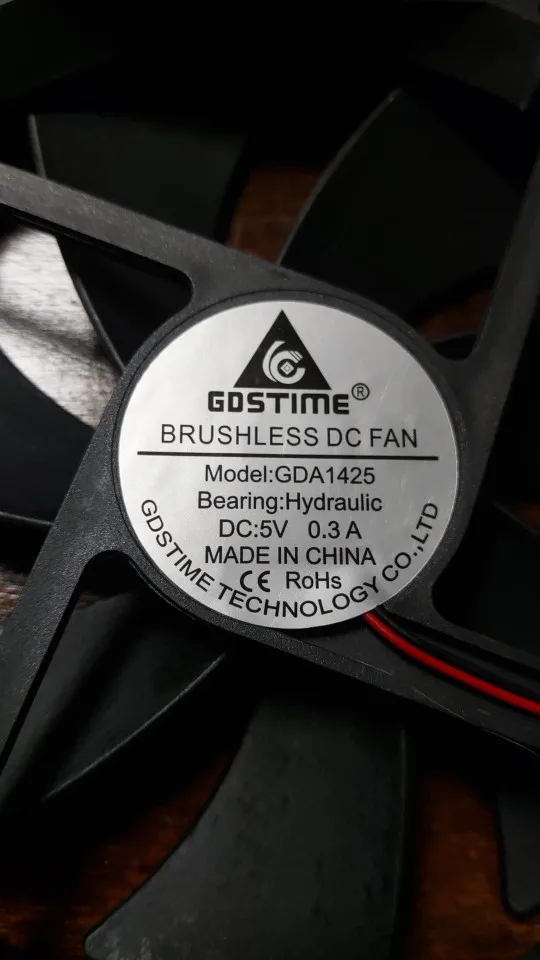 GDSTIME®
BRUSHLESS DC FAN
Model:GDA1425
Bearing:Hydraulic
DC:5V 0.3 A
MADE IN CHINA
CE RoHs
GDSTIME TECHNOLOGY CO.,LTD